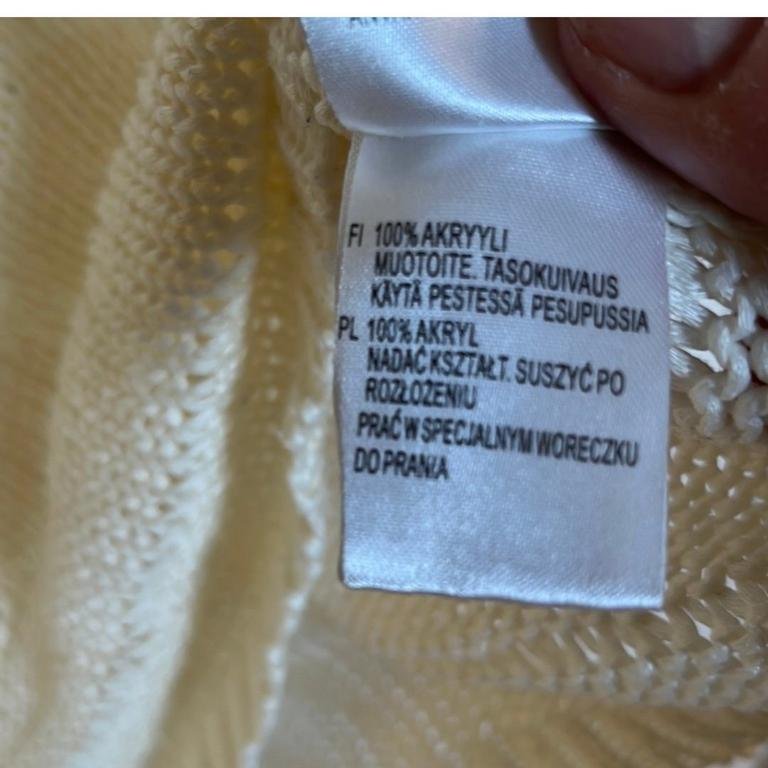 FI 100% AKRYYLI
MUOTOITE. TASOKUIVAUS
KÄYTÄ PESTESSÄ PESUPUSSIA
PL 100% AKRYL
NADAĆ KSZTAŁT. SUSZYĆ PO
ROZŁOŻENIU
PRAĆ W SPECJALNYM WORECZKU
DO PRANIA